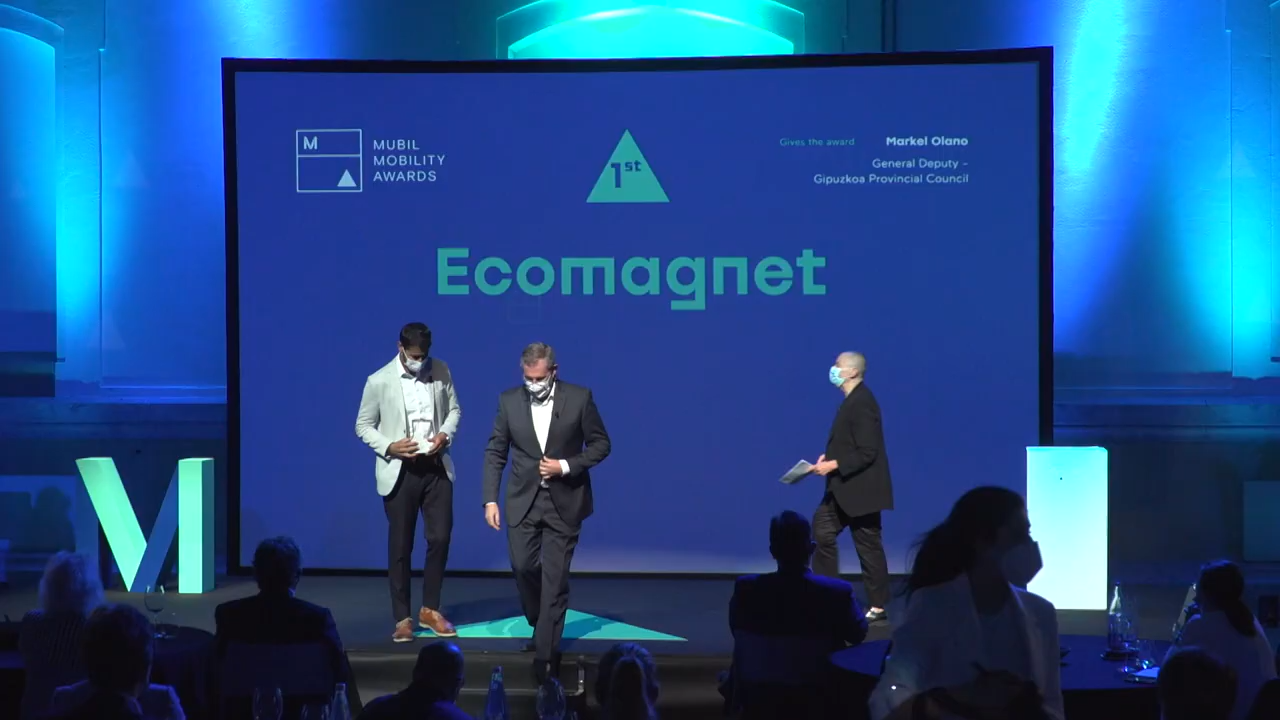 M
MUBIL
MOBILITY
AWARDS
1st
Gives the award Markel Olano
General Deputy –
Gipuzkoa Provincial Council
Ecomagnet
M